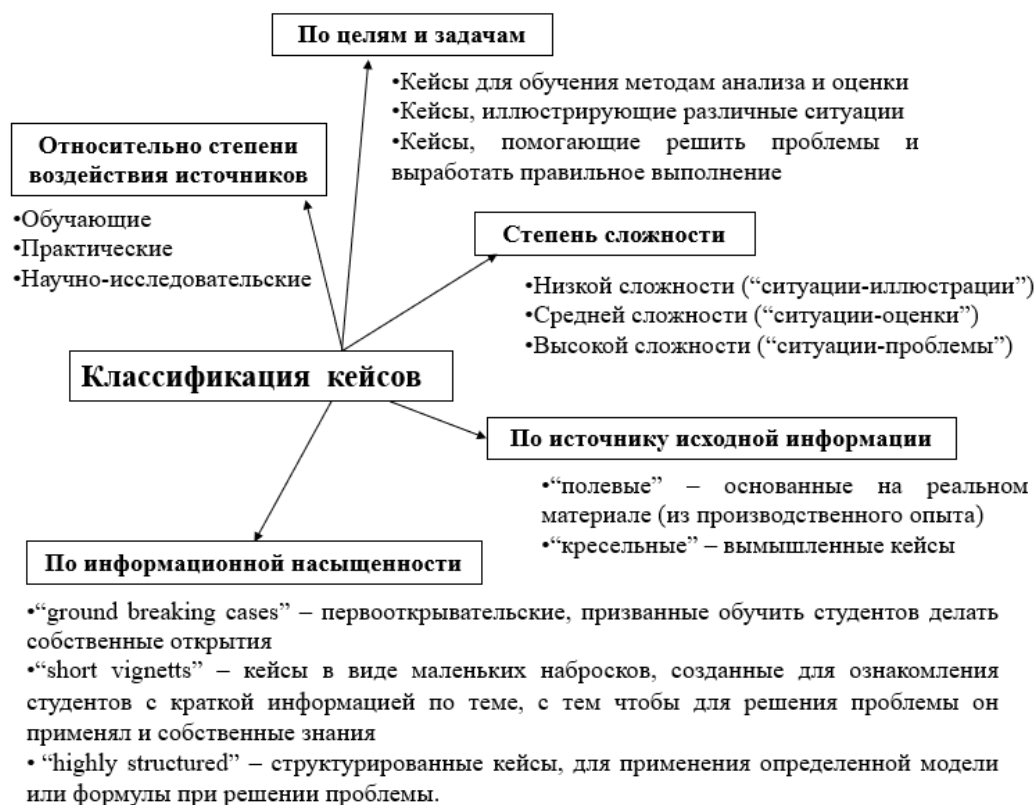 По целям и задачам
•Кейсы для обучения методам анализа и оценки
•Кейсы, иллюстрирующие различные ситуации
•Кейсы, помогающие решить проблемы и
выработать правильное выполнение
Относительно степени
воздействия источников
•Обучающие
•Практические
•Научно-исследовательские
Степень сложности
•Низкой сложности (“ситуации-иллюстрации”)
•Средней сложности (“ситуации-оценки”)
•Высокой сложности (“ситуации-проблемы”)
Классификация кейсов
По источнику исходной информации
•“полевые” – основанные на реальном
материале (из производственного опыта)
•“кресельные” – вымышленные кейсы
По информационной насыщенности
•“ground breaking cases” – первооткрывательские, призванные обучить студентов делать
собственные открытия
•“short vignetts” – кейсы в виде маленьких набросков, созданные для ознакомления
студентов с краткой информацией по теме, с тем чтобы для решения проблемы он
применял и собственные знания
• “highly structured” – структурированные кейсы, для применения определенной модели
или формулы при решении проблемы.